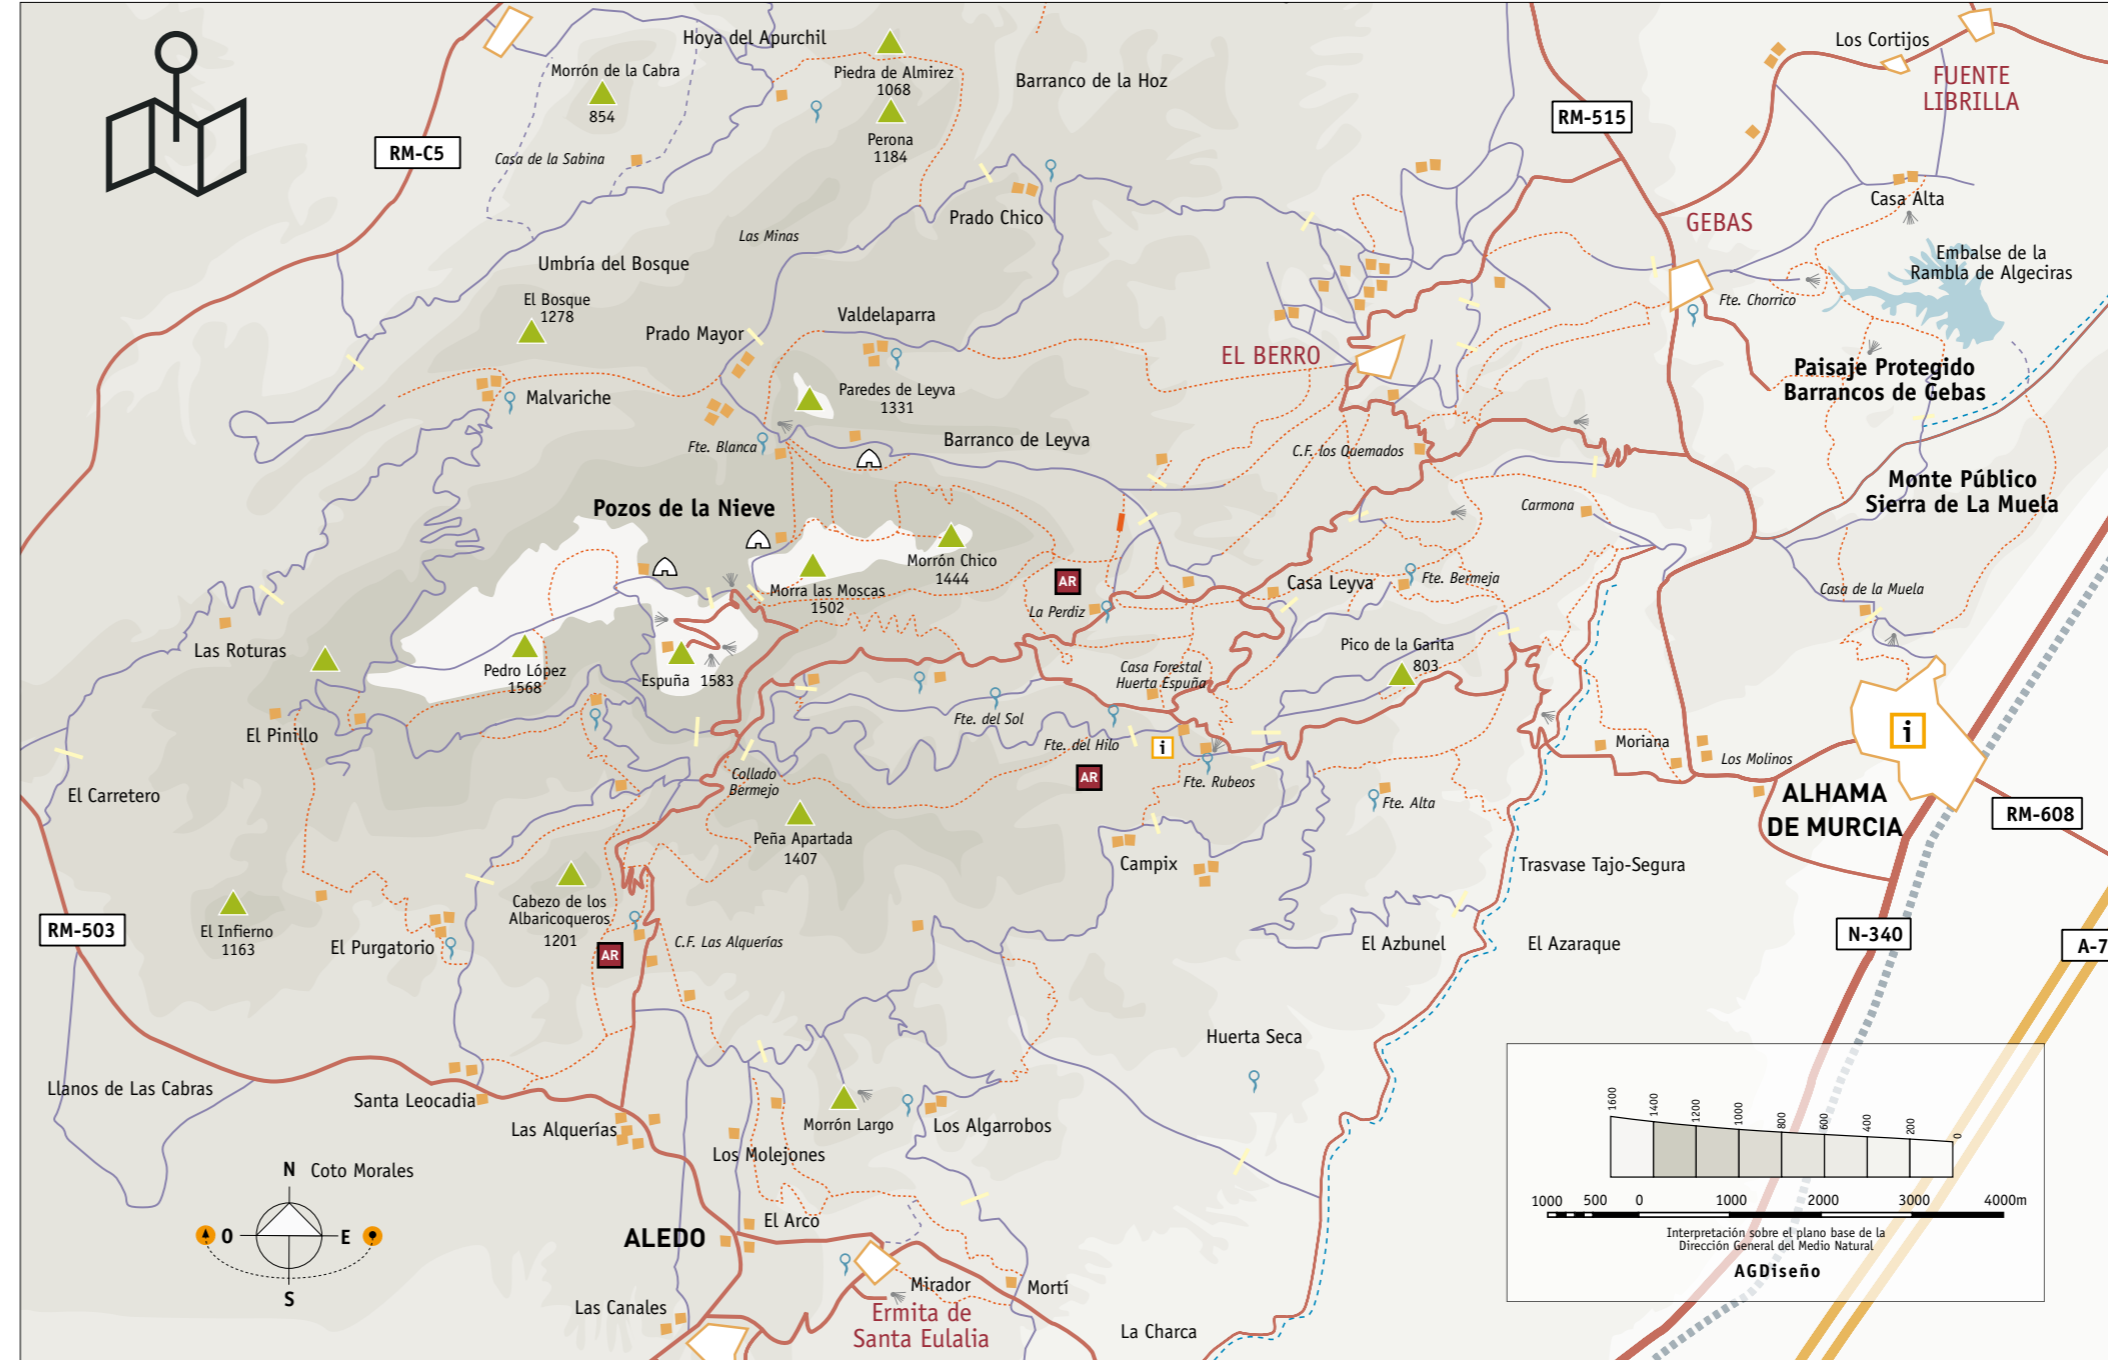 Hoya del Apurchil
Los Cortijos
FUENTE
LIBRILLA
Morrón de la Cabra
854
Piedra de Almirez
1068
Barranco de la Hoz
RM-515
RM-C5
Casa de la Sabina
Perona
1184
Casa Alta
Prado Chico
GEBAS
Las Minas
Umbría del Bosque
Embalse de la
Rambla de Algeciras
El Bosque
1278
Fte. Chorrico
Prado Mayor
Valdelaparra
EL BERRO
Paisaje Protegido
Barrancos de Gebas
Malvariche
Paredes de Leyva
1331
Fte. Blanca
Barranco de Leyva
C.F. los Quemados
Monte Público
Sierra de La Muela
Pozos de la Nieve
Carmona
Morrón Chico
1444
Morra las Moscas
1502
AR
La Perdiz
Casa Leyva
Fte. Bermeja
Casa de la Muela
Las Roturas
Pedro López
1568
Espuña 1583
Pico de la Garita
803
Casa Forestal
Huerta Espuña
El Pinillo
Fte. del Sol
Fte. del Hilo
i
i
Moriana
Los Molinos
Collado
Bermejo
AR
Fte. Rubeos
Fte. Alta
El Carretero
ALHAMA
DE MURCIA
RM-608
Peña Apartada
1407
Campix
Trasvase Tajo-Segura
Cabezo de los
Albaricoqueros
1201
El Infierno
1163
RM-503
El Purgatorio
AR
C.F. Las Alquerías
El Azbunel
El Azaraque
N-340
A-7
Huerta Seca
Llanos de Las Cabras
Santa Leocadia
Las Alquerías
Morrón Largo
Los Algarrobos
Los Molejones
1600
1400
1200
1000
800
600
400
200
0
N
Coto Morales
O
E
S
1000 500 0 1000 2000 3000 4000m
Interpretación sobre el plano base de la
Dirección General del Medio Natural
AGDiseño
El Arco
ALEDO
Mirador
Mortí
Las Canales
Ermita de
Santa Eulalia
La Charca